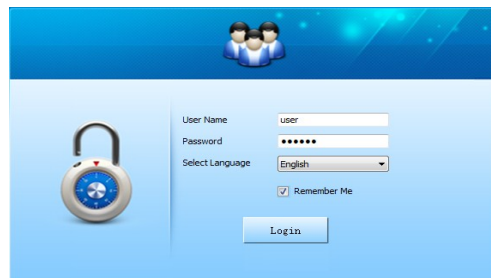 User Name user
Password ●●●●●●
Select Language English
Remember Me
Login